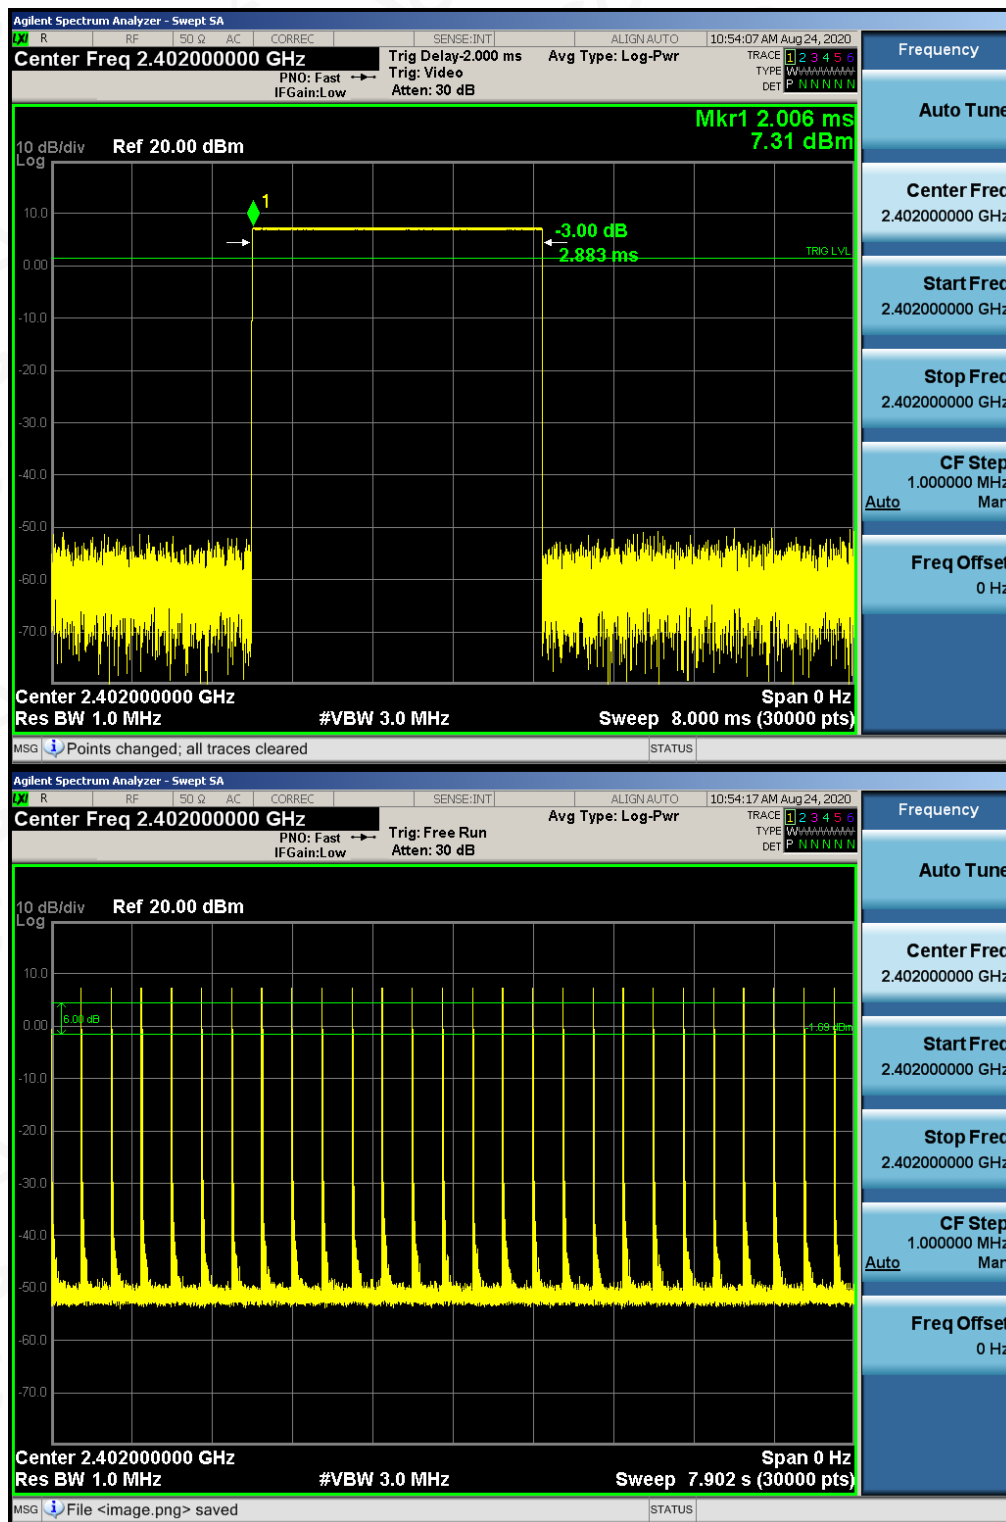 Agilent Spectrum Analyzer - Swept SA
LXI R RF 50 Ω AC CORREC SENSE:INT ALIGN AUTO 10:54:07 AM Aug 24, 2020
Center Freq 2.402000000 GHz
PNO: Fast
IFGain:Low
Trig Delay-2.000 ms
Trig: Video
Atten: 30 dB
Avg Type: Log-Pwr
TRACE 1 2 3 4 5 6
TYPE
DET P N N N N N
Frequency
Mkr1 2.006 ms
7.31 dBm
10 dB/div Ref 20.00 dBm
Log
10.0
0.00
-10.0
-20.0
-30.0
-40.0
-50.0
-60.0
-70.0
1
-3.00 dB
2.883 ms
TRIG LVL
Center 2.402000000 GHz Span 0 Hz
Res BW 1.0 MHz #VBW 3.0 MHz Sweep 8.000 ms (30000 pts)
MSG Points changed; all traces cleared STATUS
Auto Tune
Center Freq
2.402000000 GHz
Start Freq
2.402000000 GHz
Stop Freq
2.402000000 GHz
CF Step
1.000000 MHz
Auto Man
Freq Offset
0 Hz
Agilent Spectrum Analyzer - Swept SA
LXI R RF 50 Ω AC CORREC SENSE:INT ALIGN AUTO 10:54:17 AM Aug 24, 2020
Center Freq 2.402000000 GHz
PNO: Fast
IFGain:Low
Trig: Free Run
Atten: 30 dB
Avg Type: Log-Pwr
TRACE 1 2 3 4 5 6
TYPE
DET P N N N N N
Frequency
10 dB/div Ref 20.00 dBm
Log
10.0
0.00
-10.0
-20.0
-30.0
-40.0
-50.0
-60.0
-70.0
6.00 dB
-1.69 dBm
Center 2.402000000 GHz Span 0 Hz
Res BW 1.0 MHz #VBW 3.0 MHz Sweep 7.902 s (30000 pts)
MSG File <image.png> saved STATUS
Auto Tune
Center Freq
2.402000000 GHz
Start Freq
2.402000000 GHz
Stop Freq
2.402000000 GHz
CF Step
1.000000 MHz
Auto Man
Freq Offset
0 Hz